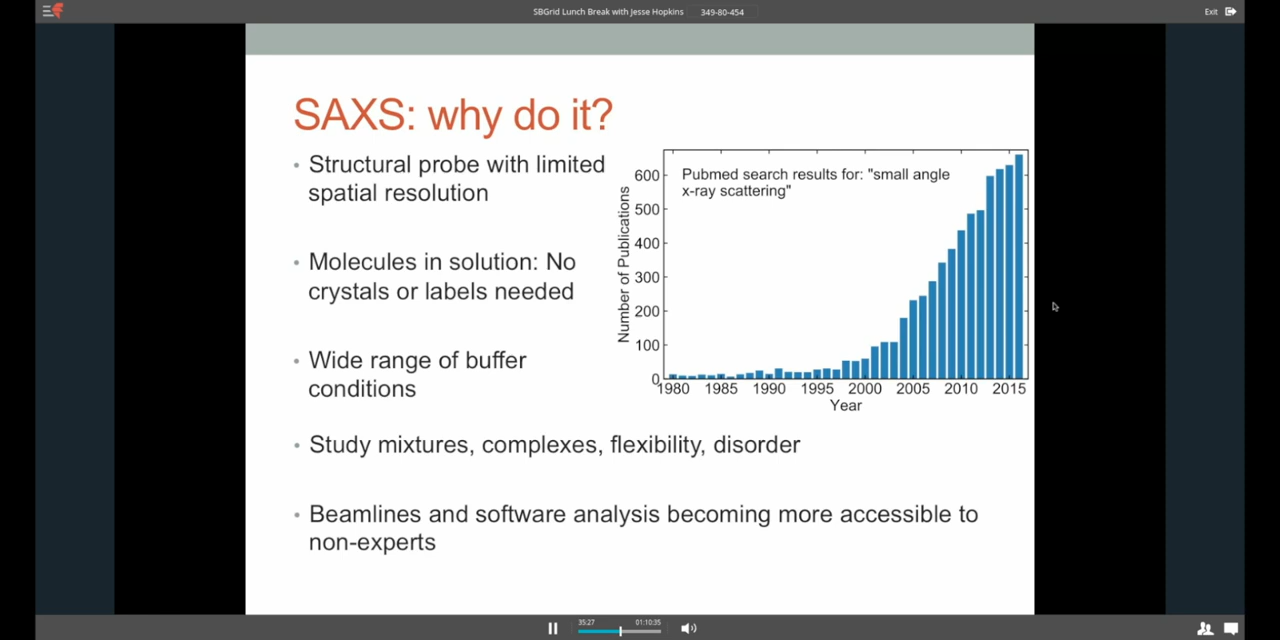 SBGrid Lunch Break with Jesse Hopkins 349-80-454 Exit
SAXS: why do it?
• Structural probe with limited
spatial resolution
• Molecules in solution: No
crystals or labels needed
• Wide range of buffer
conditions
Pubmed search results for: "small angle
x-ray scattering"
Number of Publications
600
500
400
300
200
100
0
1980 1985 1990 1995 2000 2005 2010 2015
Year
• Study mixtures, complexes, flexibility, disorder
• Beamlines and software analysis becoming more accessible to
non-experts
35:27 01:10:35